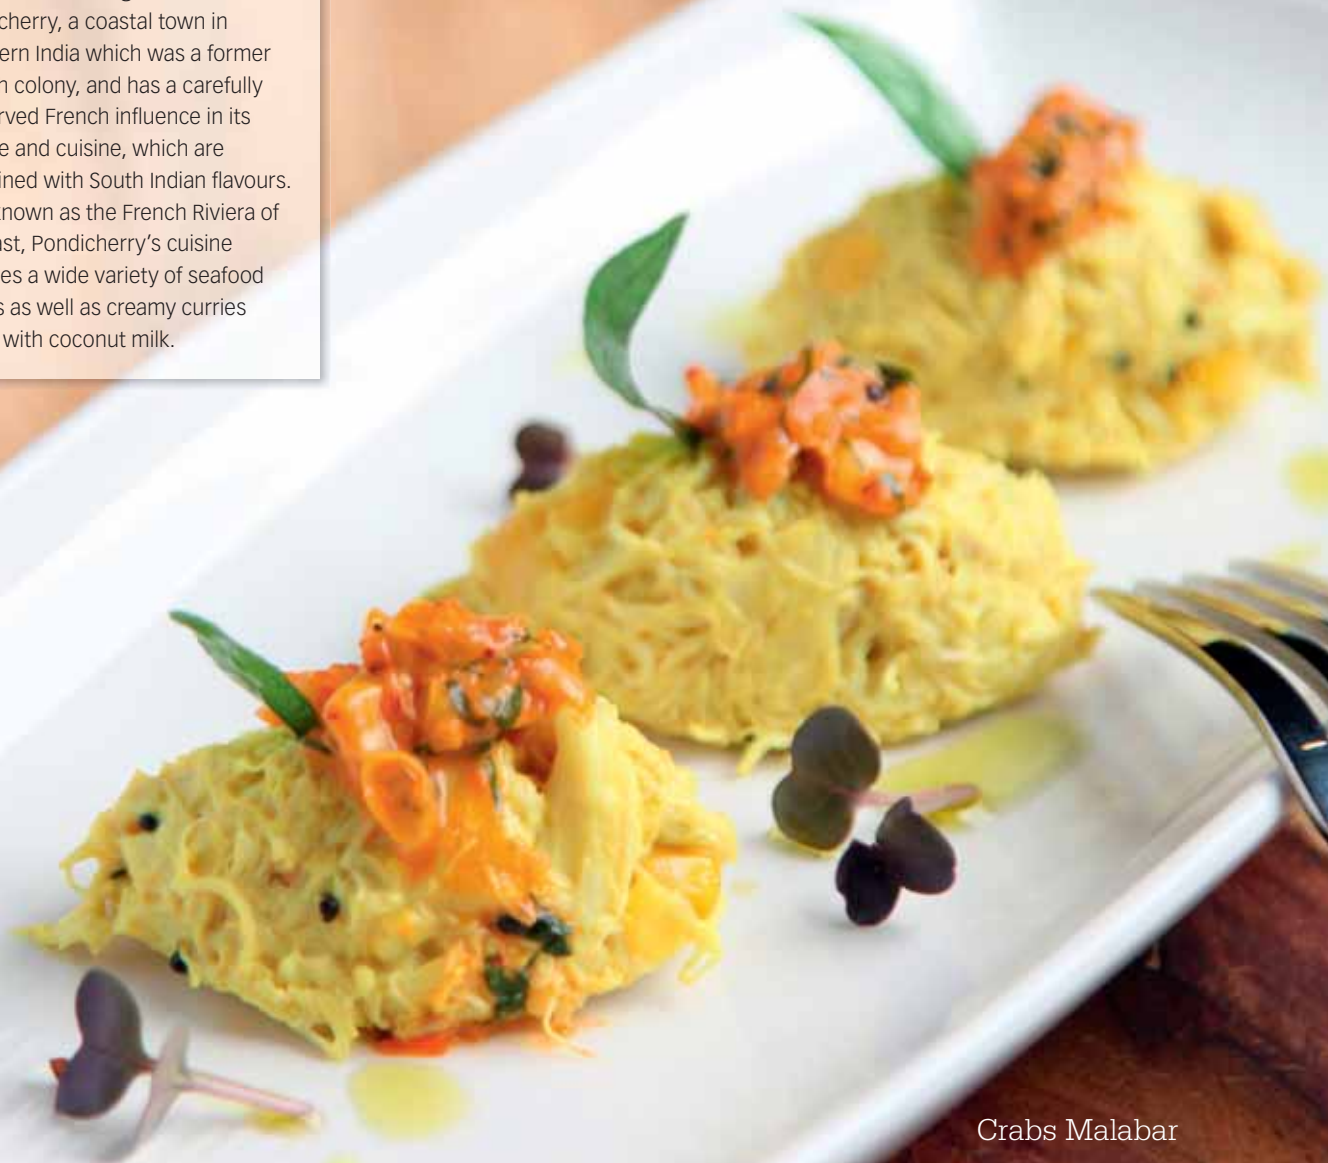 cherry, a coastal town in
ern India which was a former
n colony, and has a carefully
rved French influence in its
e and cuisine, which are
ined with South Indian flavours.
known as the French Riviera of
ast, Pondicherry's cuisine
es a wide variety of seafood
s as well as creamy curries
with coconut milk.
Crabs Malabar